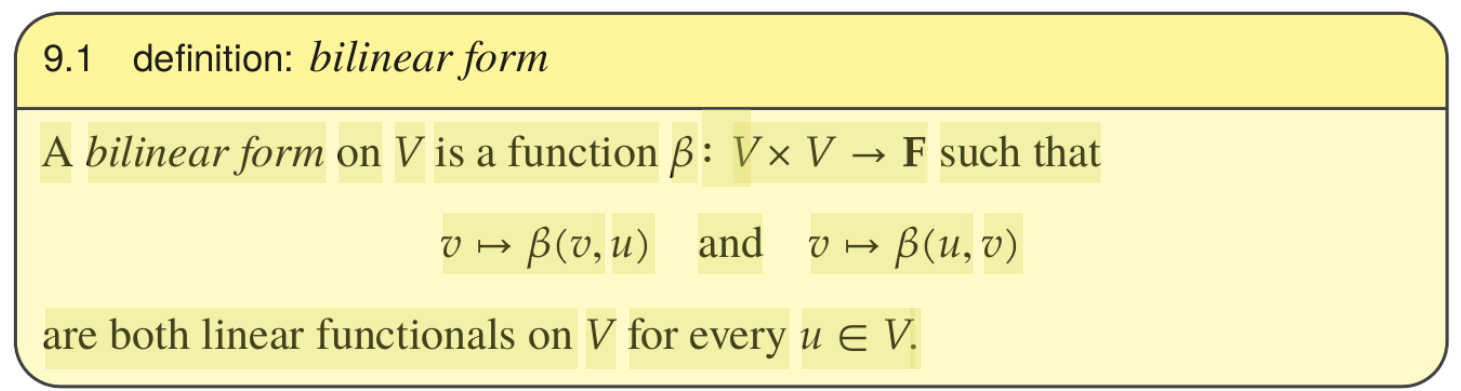 9.1 definition: bilinear form
A bilinear form on V is a function β: V × V → F such that
v ↦ β(v, u) and v ↦ β(u, v)
are both linear functionals on V for every u ∈ V.